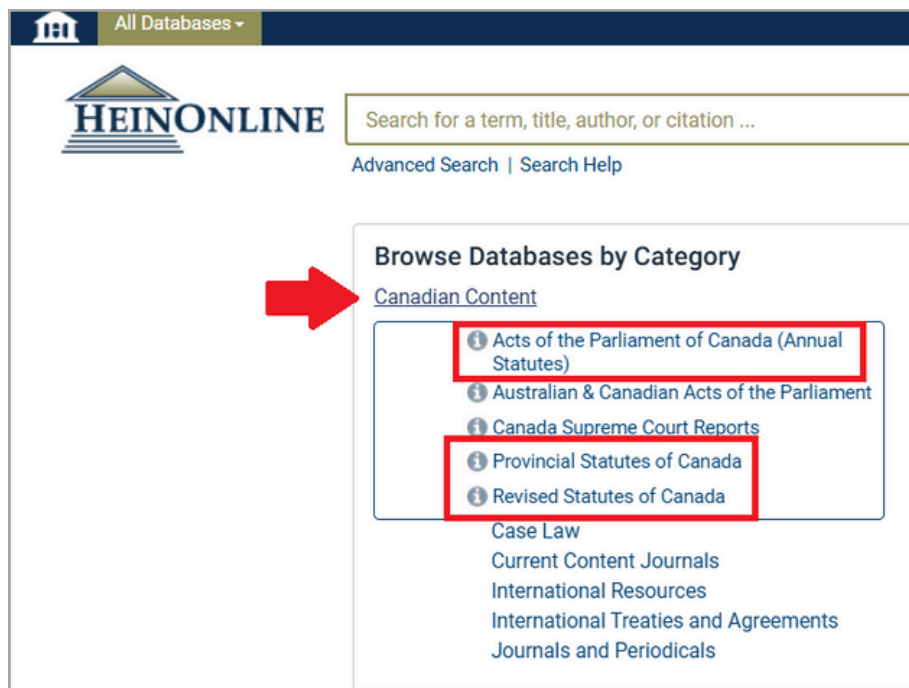 All Databases
HEINONLINE
Search for a term, title, author, or citation ...
Advanced Search | Search Help
Browse Databases by Category
Canadian Content
Acts of the Parliament of Canada (Annual
Statutes)
Australian & Canadian Acts of the Parliament
Canada Supreme Court Reports
Provincial Statutes of Canada
Revised Statutes of Canada
Case Law
Current Content Journals
International Resources
International Treaties and Agreements
Journals and Periodicals